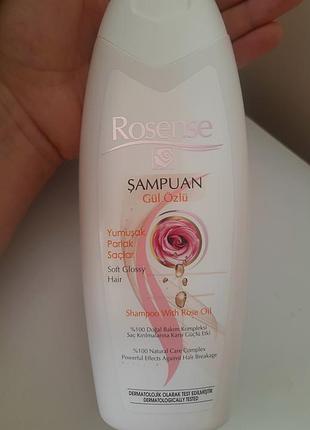 Rosense
ŞAMPUAN
Gül Özlü
Yumuşak
Parlak
Saçlar
Soft Glossy
Hair
Shampoo With Rose Oil
%100 Doğal Bakım Kompleksi
Saç Kırılmalarına Karşı Güçlü Etki
%100 Natural Care Complex
Powerful Effects Against Hair Breakage
DERMATOLOJİK OLARAK TEST EDİLMİŞTİR
DERMATOLOGICALLY TESTED